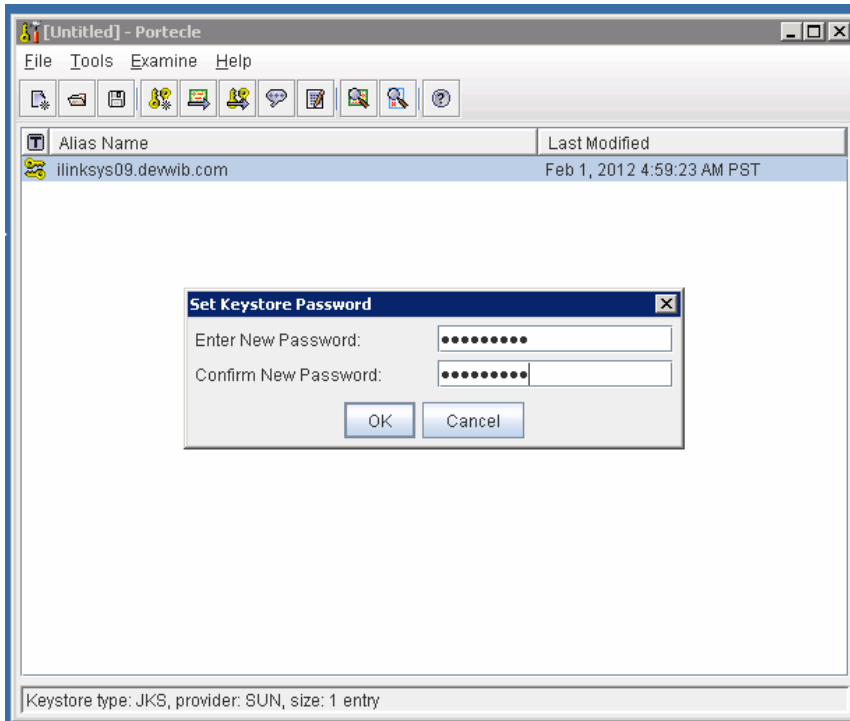 [Untitled] - Portecle
File Tools Examine Help
T Alias Name Last Modified
ilinksys09.devwib.com Feb 1, 2012 4:59:23 AM PST
Set Keystore Password
Enter New Password: •••••••••
Confirm New Password: •••••••••
OK Cancel
Keystore type: JKS, provider: SUN, size: 1 entry